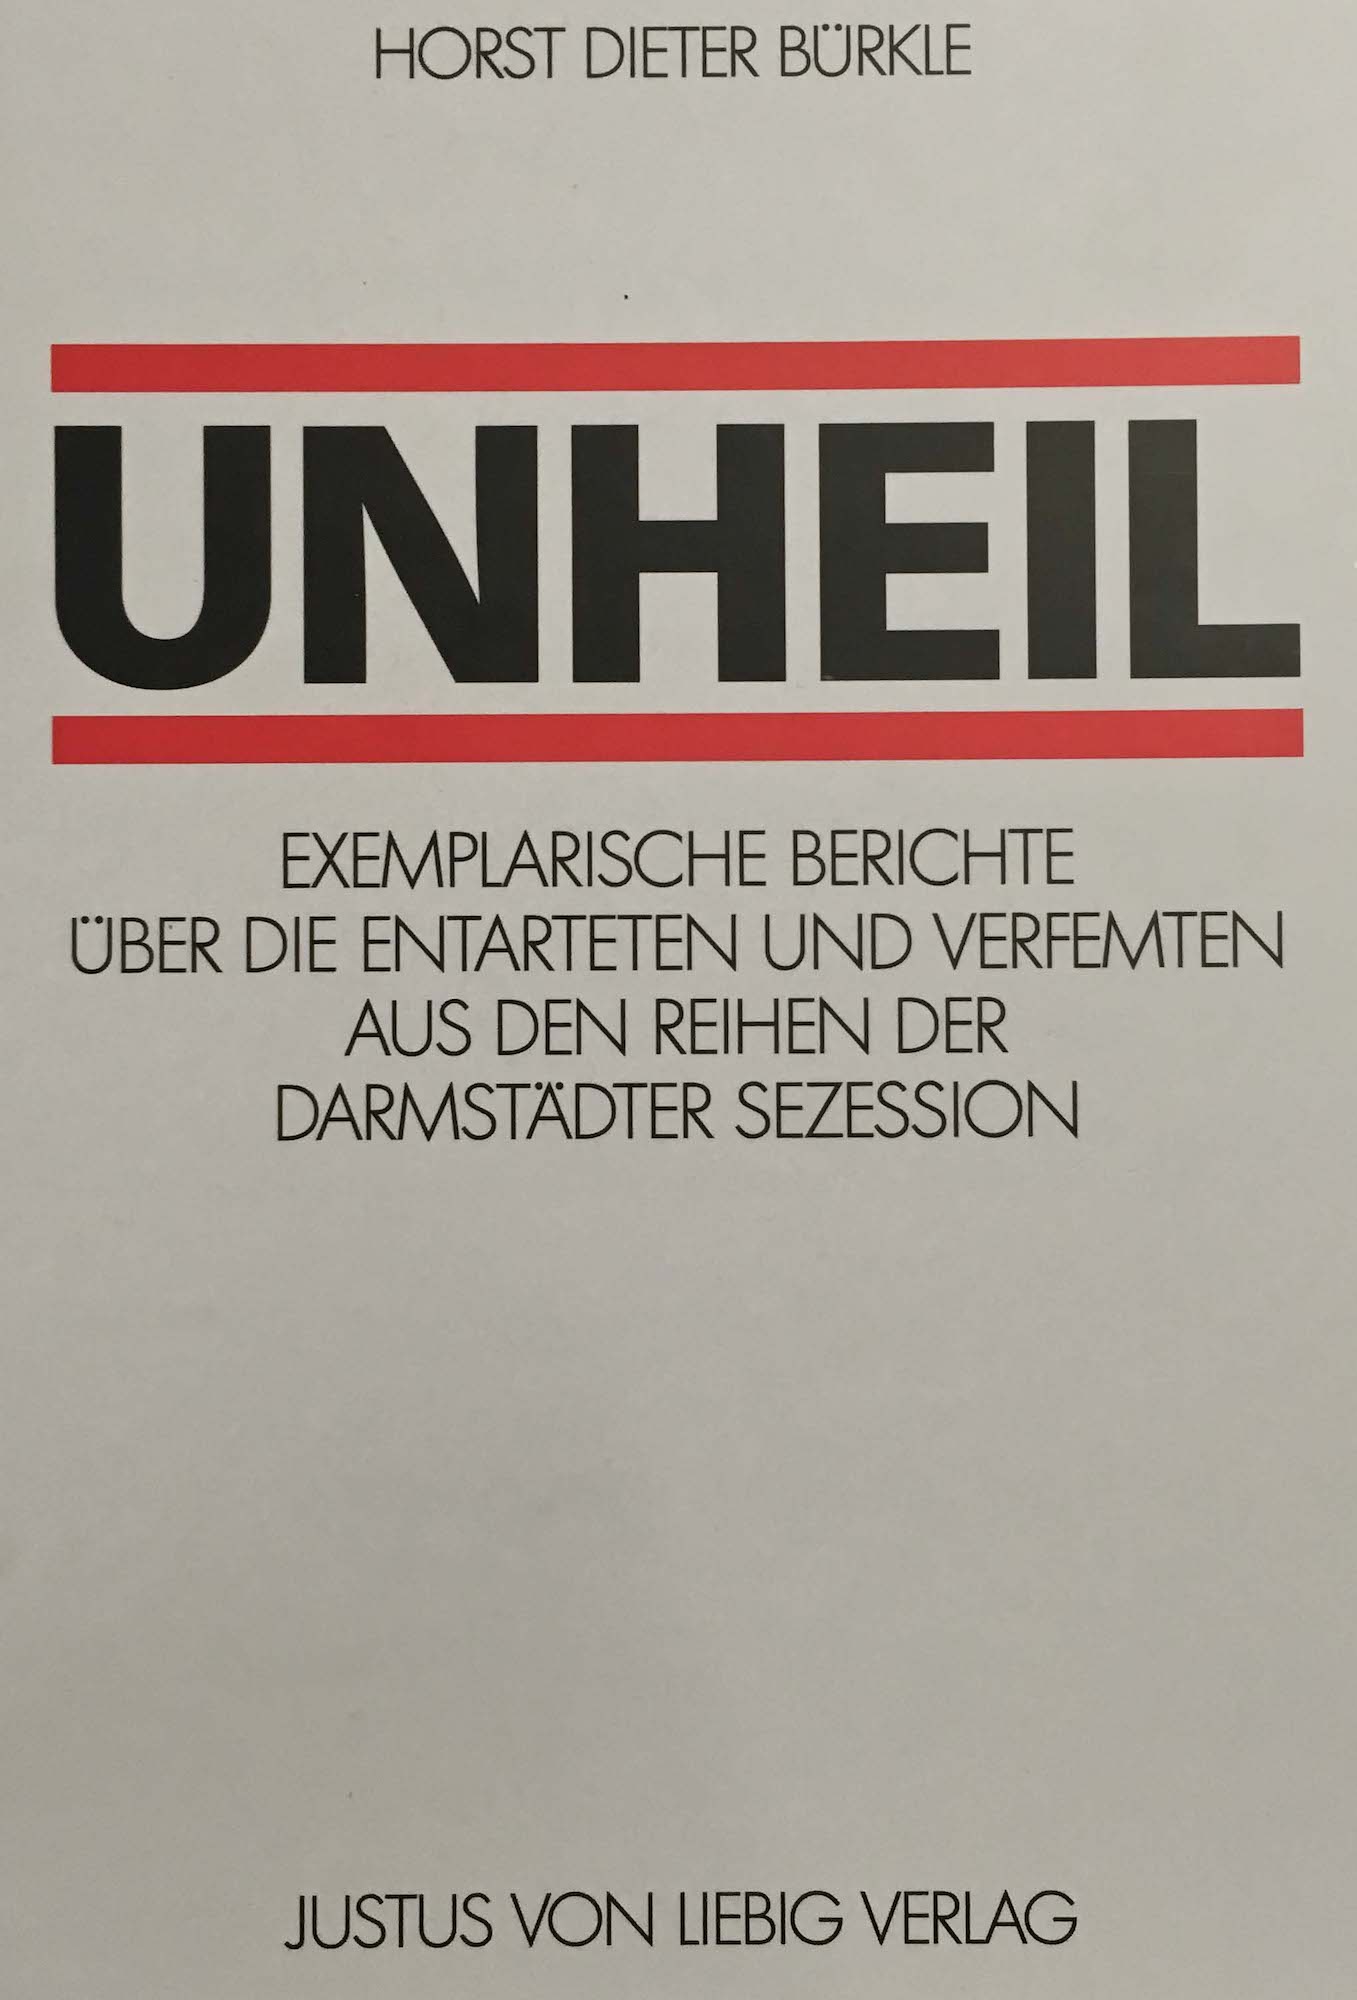 HORST DIETER BÜRKLE
UNHEIL
EXEMPLARISCHE BERICHTE
ÜBER DIE ENTARTETEN UND VERFEMTEN
AUS DEN REIHEN DER
DARMSTÄDTER SEZESSION
JUSTUS VON LIEBIG VERLAG